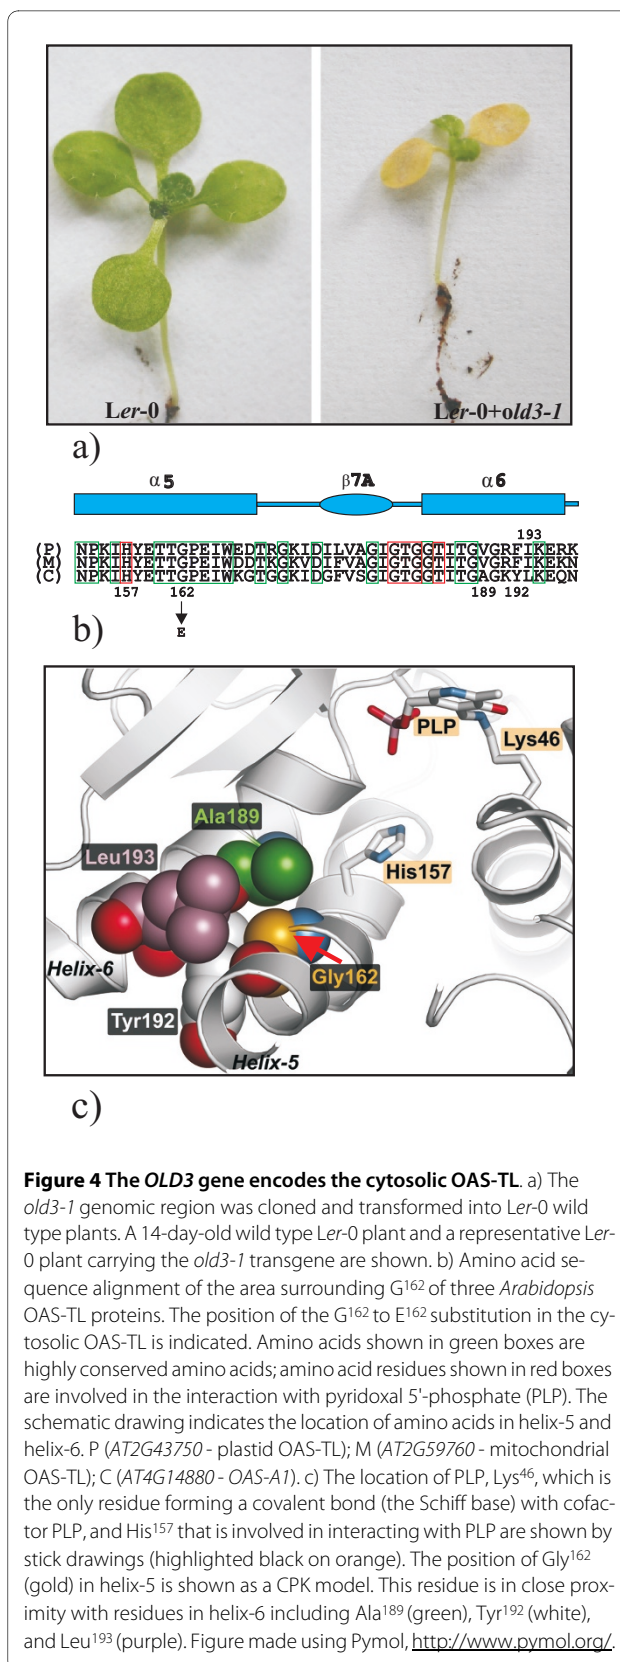 Ler-0
Ler-0+old3-1
a)
α5
β7A
α6
193
(P) NPKIHYETTGPEIWEDTRGKIDILVAGIGTGGTITGVGRFIKERK
(M) NPKIHYETTGPEIWDDTKGKVDIFVAGIGTGGTITGVGRFIKEKN
(C) NPKIHYETTGPEIWKGTGGKIDGFVSGIGTGGTITGAGKYLKEQN
157
162
189
192
E
b)
PLP
Lys46
Ala189
Leu193
His157
Helix-6
Gly162
Tyr192
Helix-5
c)
Figure 4 The OLD3 gene encodes the cytosolic OAS-TL. a) The
old3-1 genomic region was cloned and transformed into Ler-0 wild
type plants. A 14-day-old wild type Ler-0 plant and a representative Ler-
0 plant carrying the old3-1 transgene are shown. b) Amino acid se-
quence alignment of the area surrounding G162 of three Arabidopsis
OAS-TL proteins. The position of the G162 to E162 substitution in the cy-
tosolic OAS-TL is indicated. Amino acids shown in green boxes are
highly conserved amino acids; amino acid residues shown in red boxes
are involved in the interaction with pyridoxal 5'-phosphate (PLP). The
schematic drawing indicates the location of amino acids in helix-5 and
helix-6. P (AT2G43750 - plastid OAS-TL); M (AT2G59760 - mitochondrial
OAS-TL); C (AT4G14880 - OAS-A1). c) The location of PLP, Lys46, which is
the only residue forming a covalent bond (the Schiff base) with cofac-
tor PLP, and His157 that is involved in interacting with PLP are shown by
stick drawings (highlighted black on orange). The position of Gly162
(gold) in helix-5 is shown as a CPK model. This residue is in close prox-
imity with residues in helix-6 including Ala189 (green), Tyr192 (white),
and Leu193 (purple). Figure made using Pymol, http://www.pymol.org/.